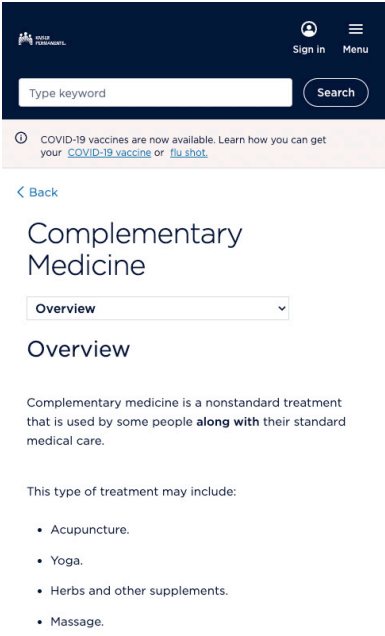 KAISER
PERMANENTE.
Sign in
Menu
Type keyword
Search
COVID-19 vaccines are now available. Learn how you can get
your COVID-19 vaccine or flu shot.
Back
Complementary
Medicine
Overview
Overview
Complementary medicine is a nonstandard treatment
that is used by some people along with their standard
medical care.
This type of treatment may include:
• Acupuncture.
• Yoga.
• Herbs and other supplements.
• Massage.